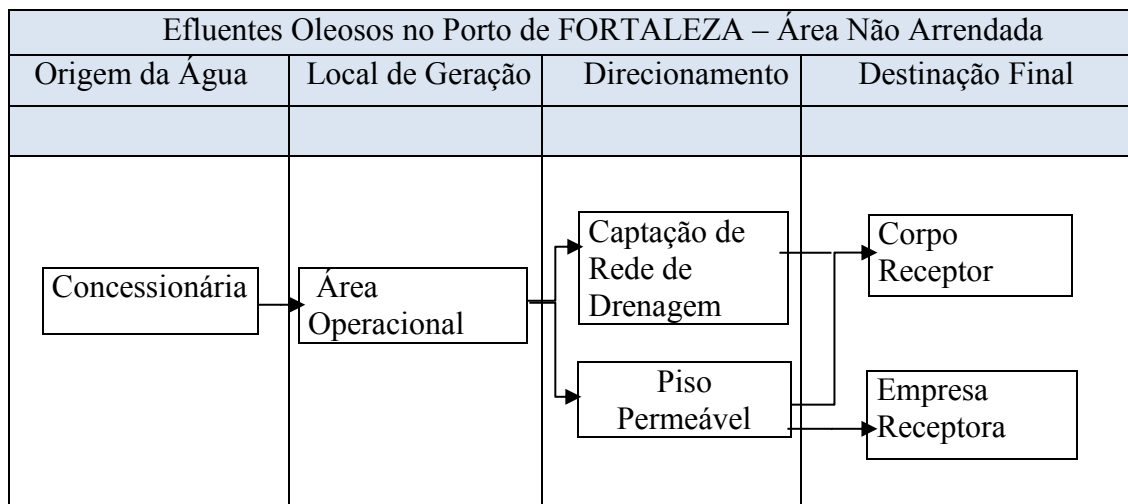 Efluentes Oleosos no Porto de FORTALEZA – Área Não Arrendada
Origem da Água
Local de Geração
Direcionamento
Destinação Final
Concessionária
Área
Operacional
Captação de
Rede de
Drenagem
Piso
Permeável
Corpo
Receptor
Empresa
Receptora